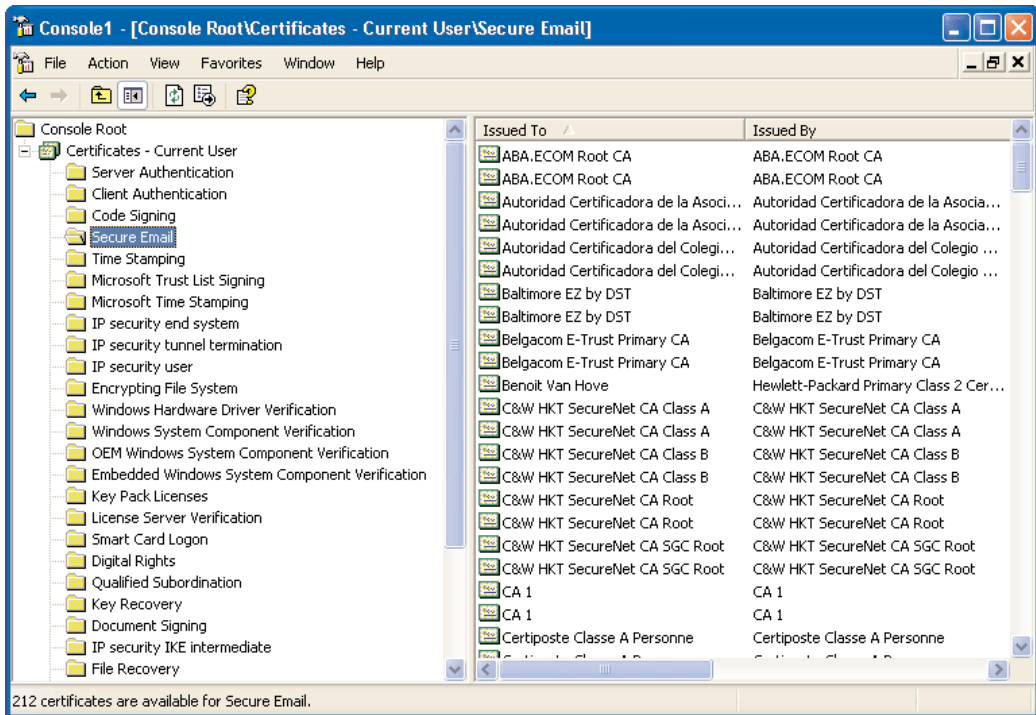 Console1 - [Console Root\Certificates - Current User\Secure Email]
File Action View Favorites Window Help
Console Root
Certificates - Current User
Server Authentication
Client Authentication
Code Signing
Secure Email
Time Stamping
Microsoft Trust List Signing
Microsoft Time Stamping
IP security end system
IP security tunnel termination
IP security user
Encrypting File System
Windows Hardware Driver Verification
Windows System Component Verification
OEM Windows System Component Verification
Embedded Windows System Component Verification
Key Pack Licenses
License Server Verification
Smart Card Logon
Digital Rights
Qualified Subordination
Key Recovery
Document Signing
IP security IKE intermediate
File Recovery
Issued To Issued By
ABA.ECOM Root CA ABA.ECOM Root CA
ABA.ECOM Root CA ABA.ECOM Root CA
Autoridad Certificadora de la Asoci... Autoridad Certificadora de la Asocia...
Autoridad Certificadora de la Asoci... Autoridad Certificadora de la Asocia...
Autoridad Certificadora del Colegi... Autoridad Certificadora del Colegio ...
Autoridad Certificadora del Colegi... Autoridad Certificadora del Colegio ...
Baltimore EZ by DST Baltimore EZ by DST
Baltimore EZ by DST Baltimore EZ by DST
Belgacom E-Trust Primary CA Belgacom E-Trust Primary CA
Belgacom E-Trust Primary CA Belgacom E-Trust Primary CA
Benoit Van Hove Hewlett-Packard Primary Class 2 Cer...
C&W HKT SecureNet CA Class A C&W HKT SecureNet CA Class A
C&W HKT SecureNet CA Class A C&W HKT SecureNet CA Class A
C&W HKT SecureNet CA Class B C&W HKT SecureNet CA Class B
C&W HKT SecureNet CA Class B C&W HKT SecureNet CA Class B
C&W HKT SecureNet CA Root C&W HKT SecureNet CA Root
C&W HKT SecureNet CA Root C&W HKT SecureNet CA Root
C&W HKT SecureNet CA SGC Root C&W HKT SecureNet CA SGC Root
C&W HKT SecureNet CA SGC Root C&W HKT SecureNet CA SGC Root
CA 1 CA 1
CA 1 CA 1
Certiposte Classe A Personne Certiposte Classe A Personne
212 certificates are available for Secure Email.